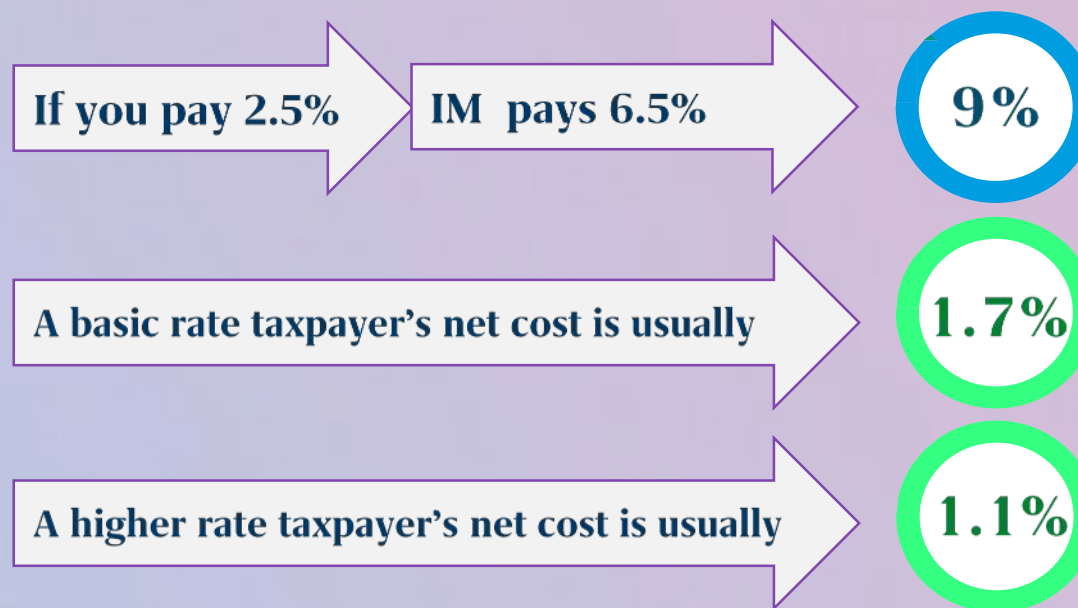 If you pay 2.5% IM pays 6.5% 9%
A basic rate taxpayer’s net cost is usually 1.7%
A higher rate taxpayer’s net cost is usually 1.1%